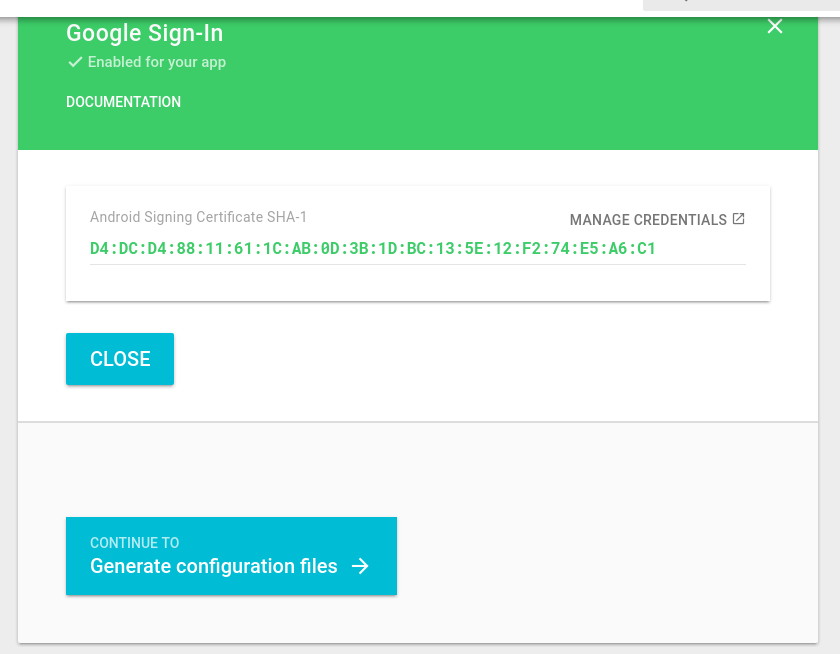 Google Sign-In
Enabled for your app
DOCUMENTATION
Android Signing Certificate SHA-1
MANAGE CREDENTIALS
D4:DC:D4:88:11:61:1C:AB:0D:3B:1D:BC:13:5E:12:F2:74:E5:A6:C1
CLOSE
CONTINUE TO
Generate configuration files